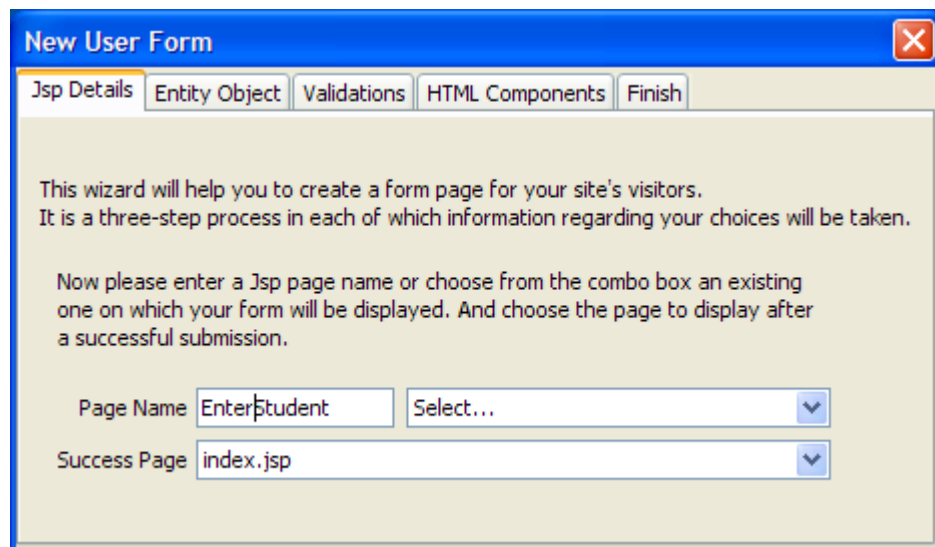 New User Form
Jsp Details Entity Object Validations HTML Components Finish
This wizard will help you to create a form page for your site's visitors.
It is a three-step process in each of which information regarding your choices will be taken.
Now please enter a Jsp page name or choose from the combo box an existing
one on which your form will be displayed. And choose the page to display after
a successful submission.
Page Name EnterStudent Select...
Success Page index.jsp